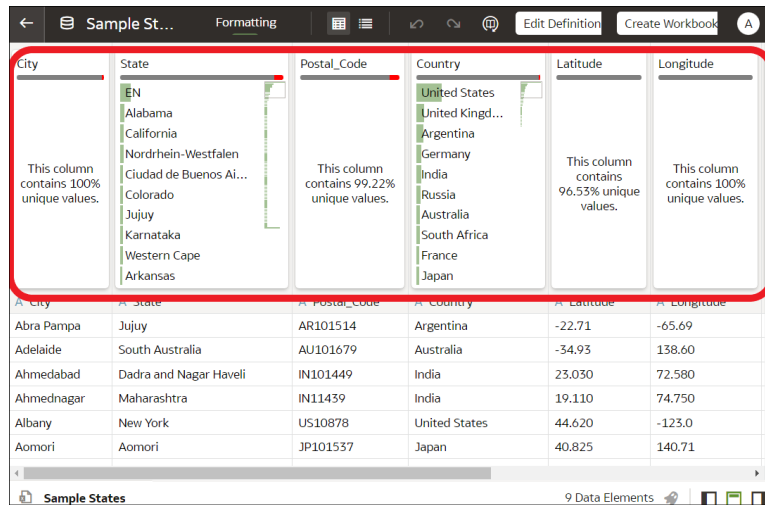 Sample St... Formatting Edit Definition Create Workbook A
City State Postal_Code Country Latitude Longitude
This column
contains 100%
unique values.
EN
Alabama
California
Nordrhein-Westfalen
Ciudad de Buenos Ai...
Colorado
Jujuy
Karnataka
Western Cape
Arkansas
This column
contains 99.22%
unique values.
United States
United Kingd...
Argentina
Germany
India
Russia
Australia
South Africa
France
Japan
This column
contains
96.53% unique
values.
This column
contains 100%
unique values.
A City A State A Postal_Code A Country A Latitude A Longitude
Abra Pampa Jujuy AR101514 Argentina -22.71 -65.69
Adelaide South Australia AU101679 Australia -34.93 138.60
Ahmedabad Dadra and Nagar Haveli IN101449 India 23.030 72.580
Ahmednagar Maharashtra IN11439 India 19.110 74.750
Albany New York US10878 United States 44.620 -123.0
Aomori Aomori JP101537 Japan 40.825 140.71
Sample States 9 Data Elements